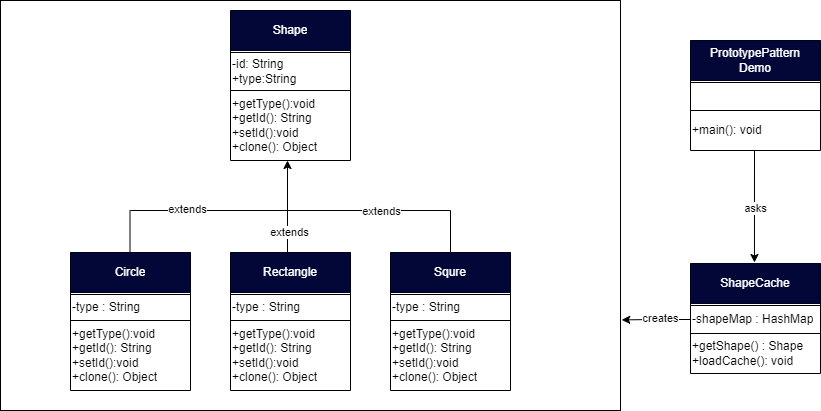 Shape
-id: String
+type:String
+getType():void
+getId(): String
+setId():void
+clone(): Object
PrototypePattern
Demo
+main(): void
extends
extends
extends
asks
Circle
-type : String
+getType():void
+getId(): String
+setId():void
+clone(): Object
Rectangle
-type : String
+getType():void
+getId(): String
+setId():void
+clone(): Object
Squre
-type : String
+getType():void
+getId(): String
+setId():void
+clone(): Object
creates
ShapeCache
-shapeMap : HashMap
+getShape() : Shape
+loadCache(): void